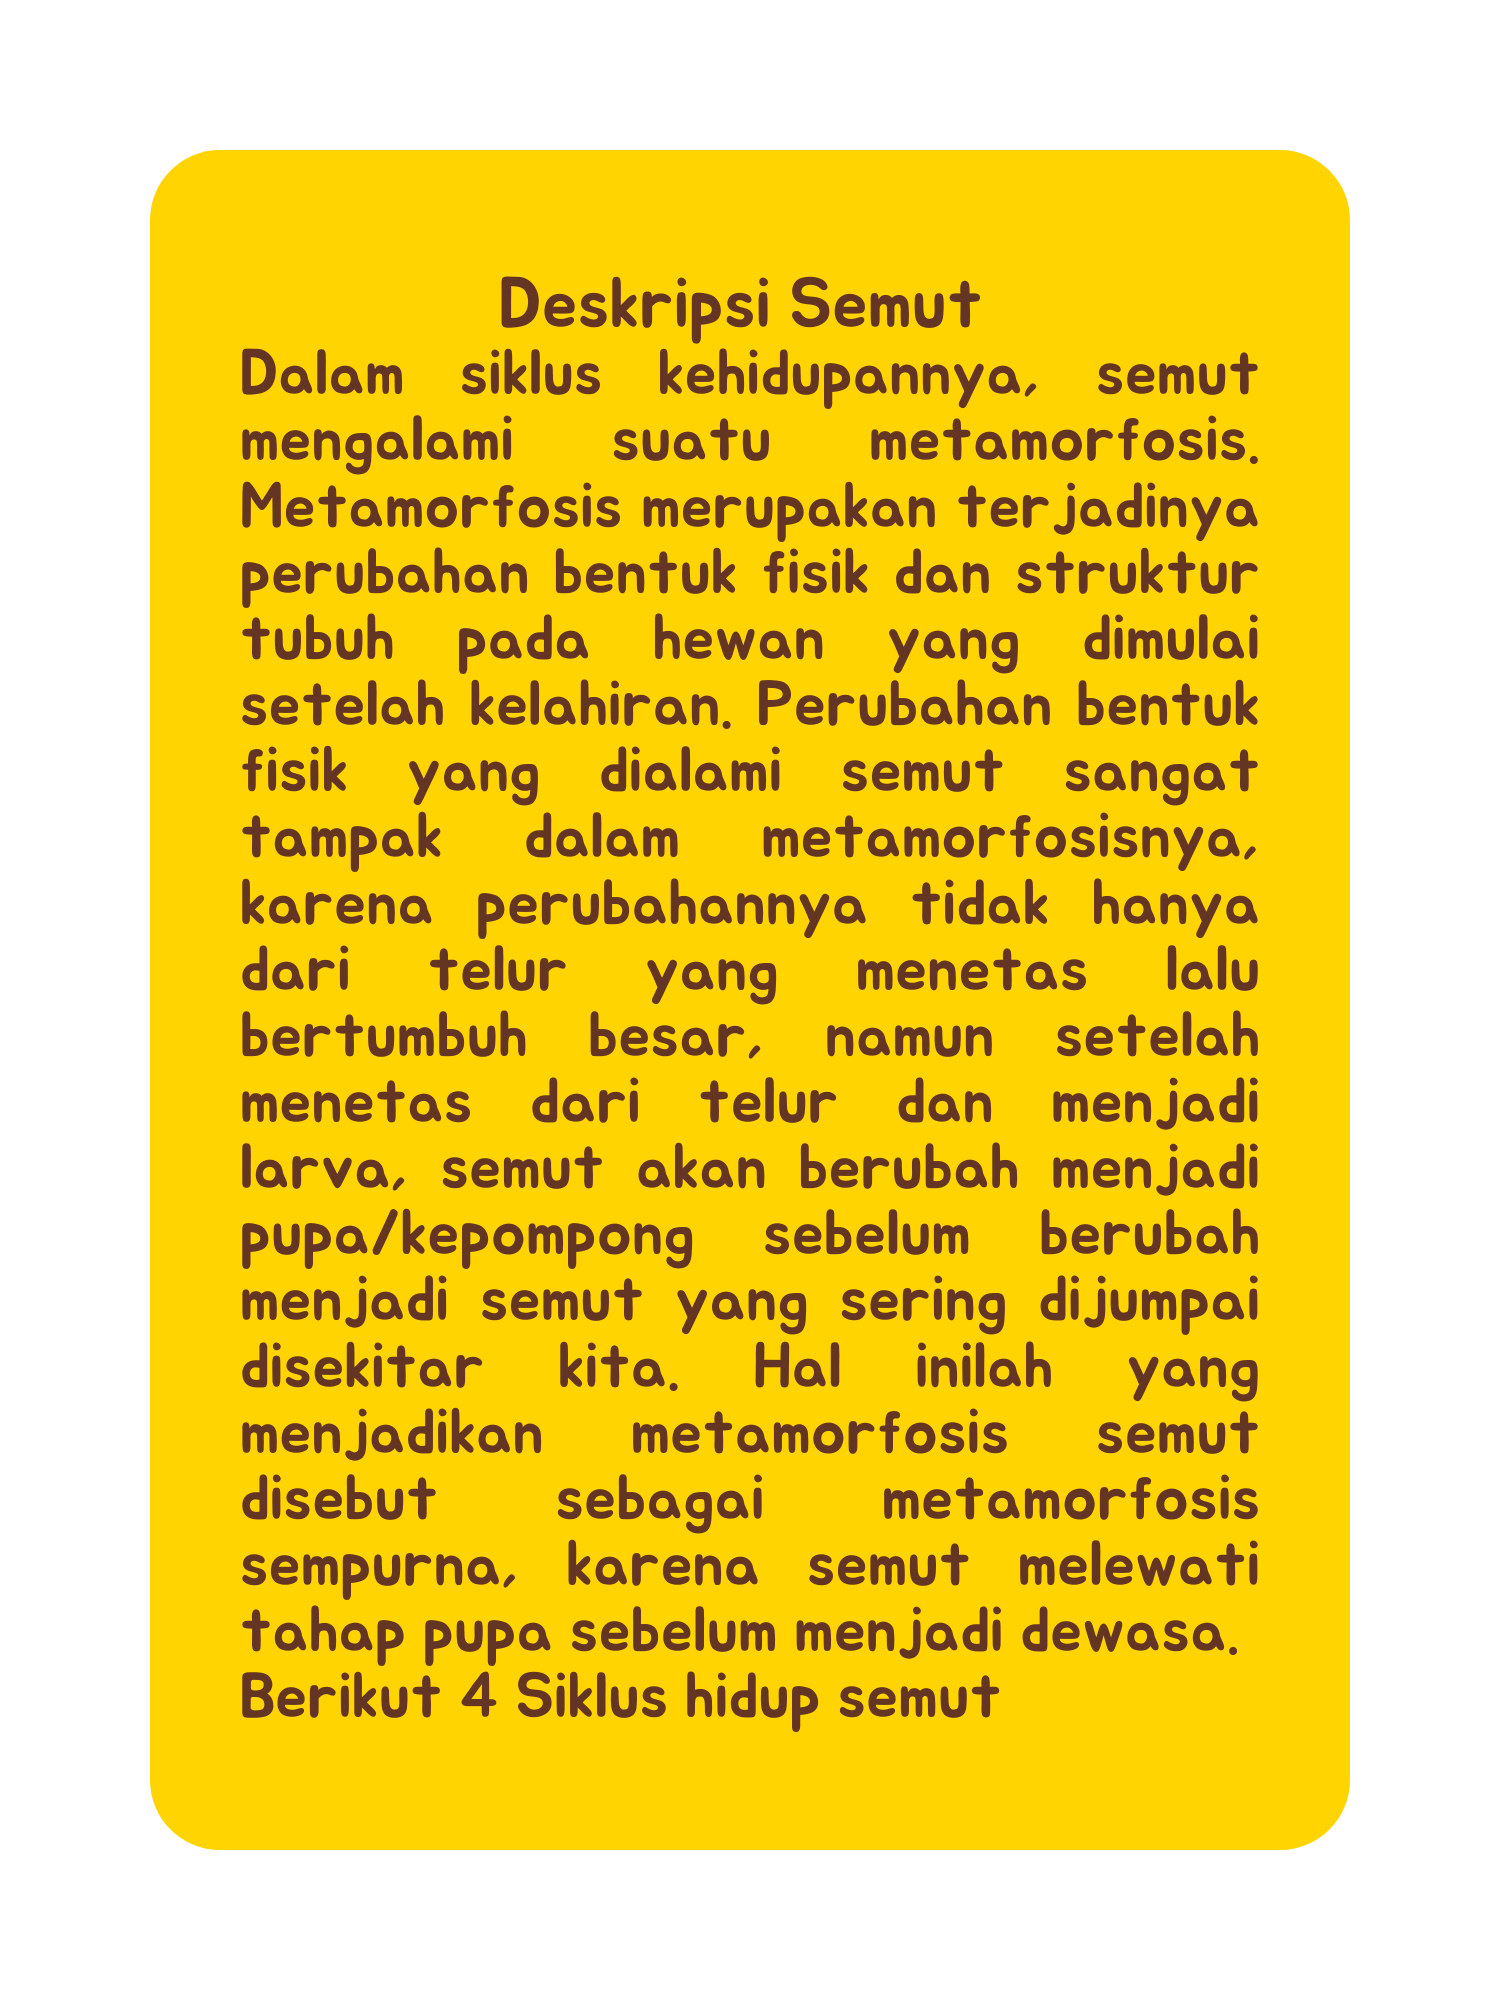 Deskripsi Semut
Dalam siklus kehidupannya, semut
mengalami suatu metamorfosis.
Metamorfosis merupakan terjadinya
perubahan bentuk fisik dan struktur
tubuh pada hewan yang dimulai
setelah kelahiran. Perubahan bentuk
fisik yang dialami semut sangat
tampak dalam metamorfosisnya,
karena perubahannya tidak hanya
dari telur yang menetas lalu
bertumbuh besar, namun setelah
menetas dari telur dan menjadi
larva, semut akan berubah menjadi
pupa/kepompong sebelum berubah
menjadi semut yang sering dijumpai
disekitar kita. Hal inilah yang
menjadikan metamorfosis semut
disebut sebagai metamorfosis
sempurna, karena semut melewati
tahap pupa sebelum menjadi dewasa.
Berikut 4 Siklus hidup semut